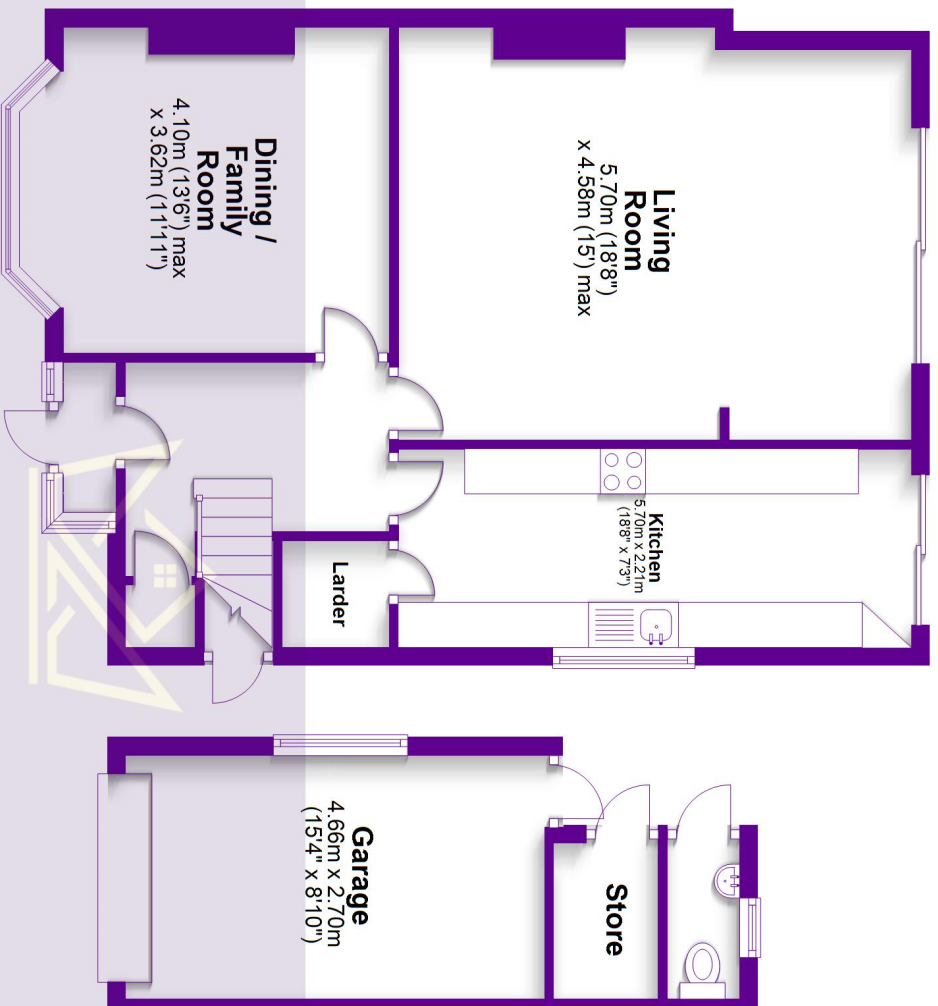 Living
Room
5.70m (18'8")
x 4.58m (15') max
Dining /
Family
Room
4.10m (13'6") max
x 3.62m (11'11")
Kitchen
5.70m x 2.21m
(18'8" x 7'3")
Larder
Garage
4.66m x 2.70m
(15'4" x 8'10")
Store